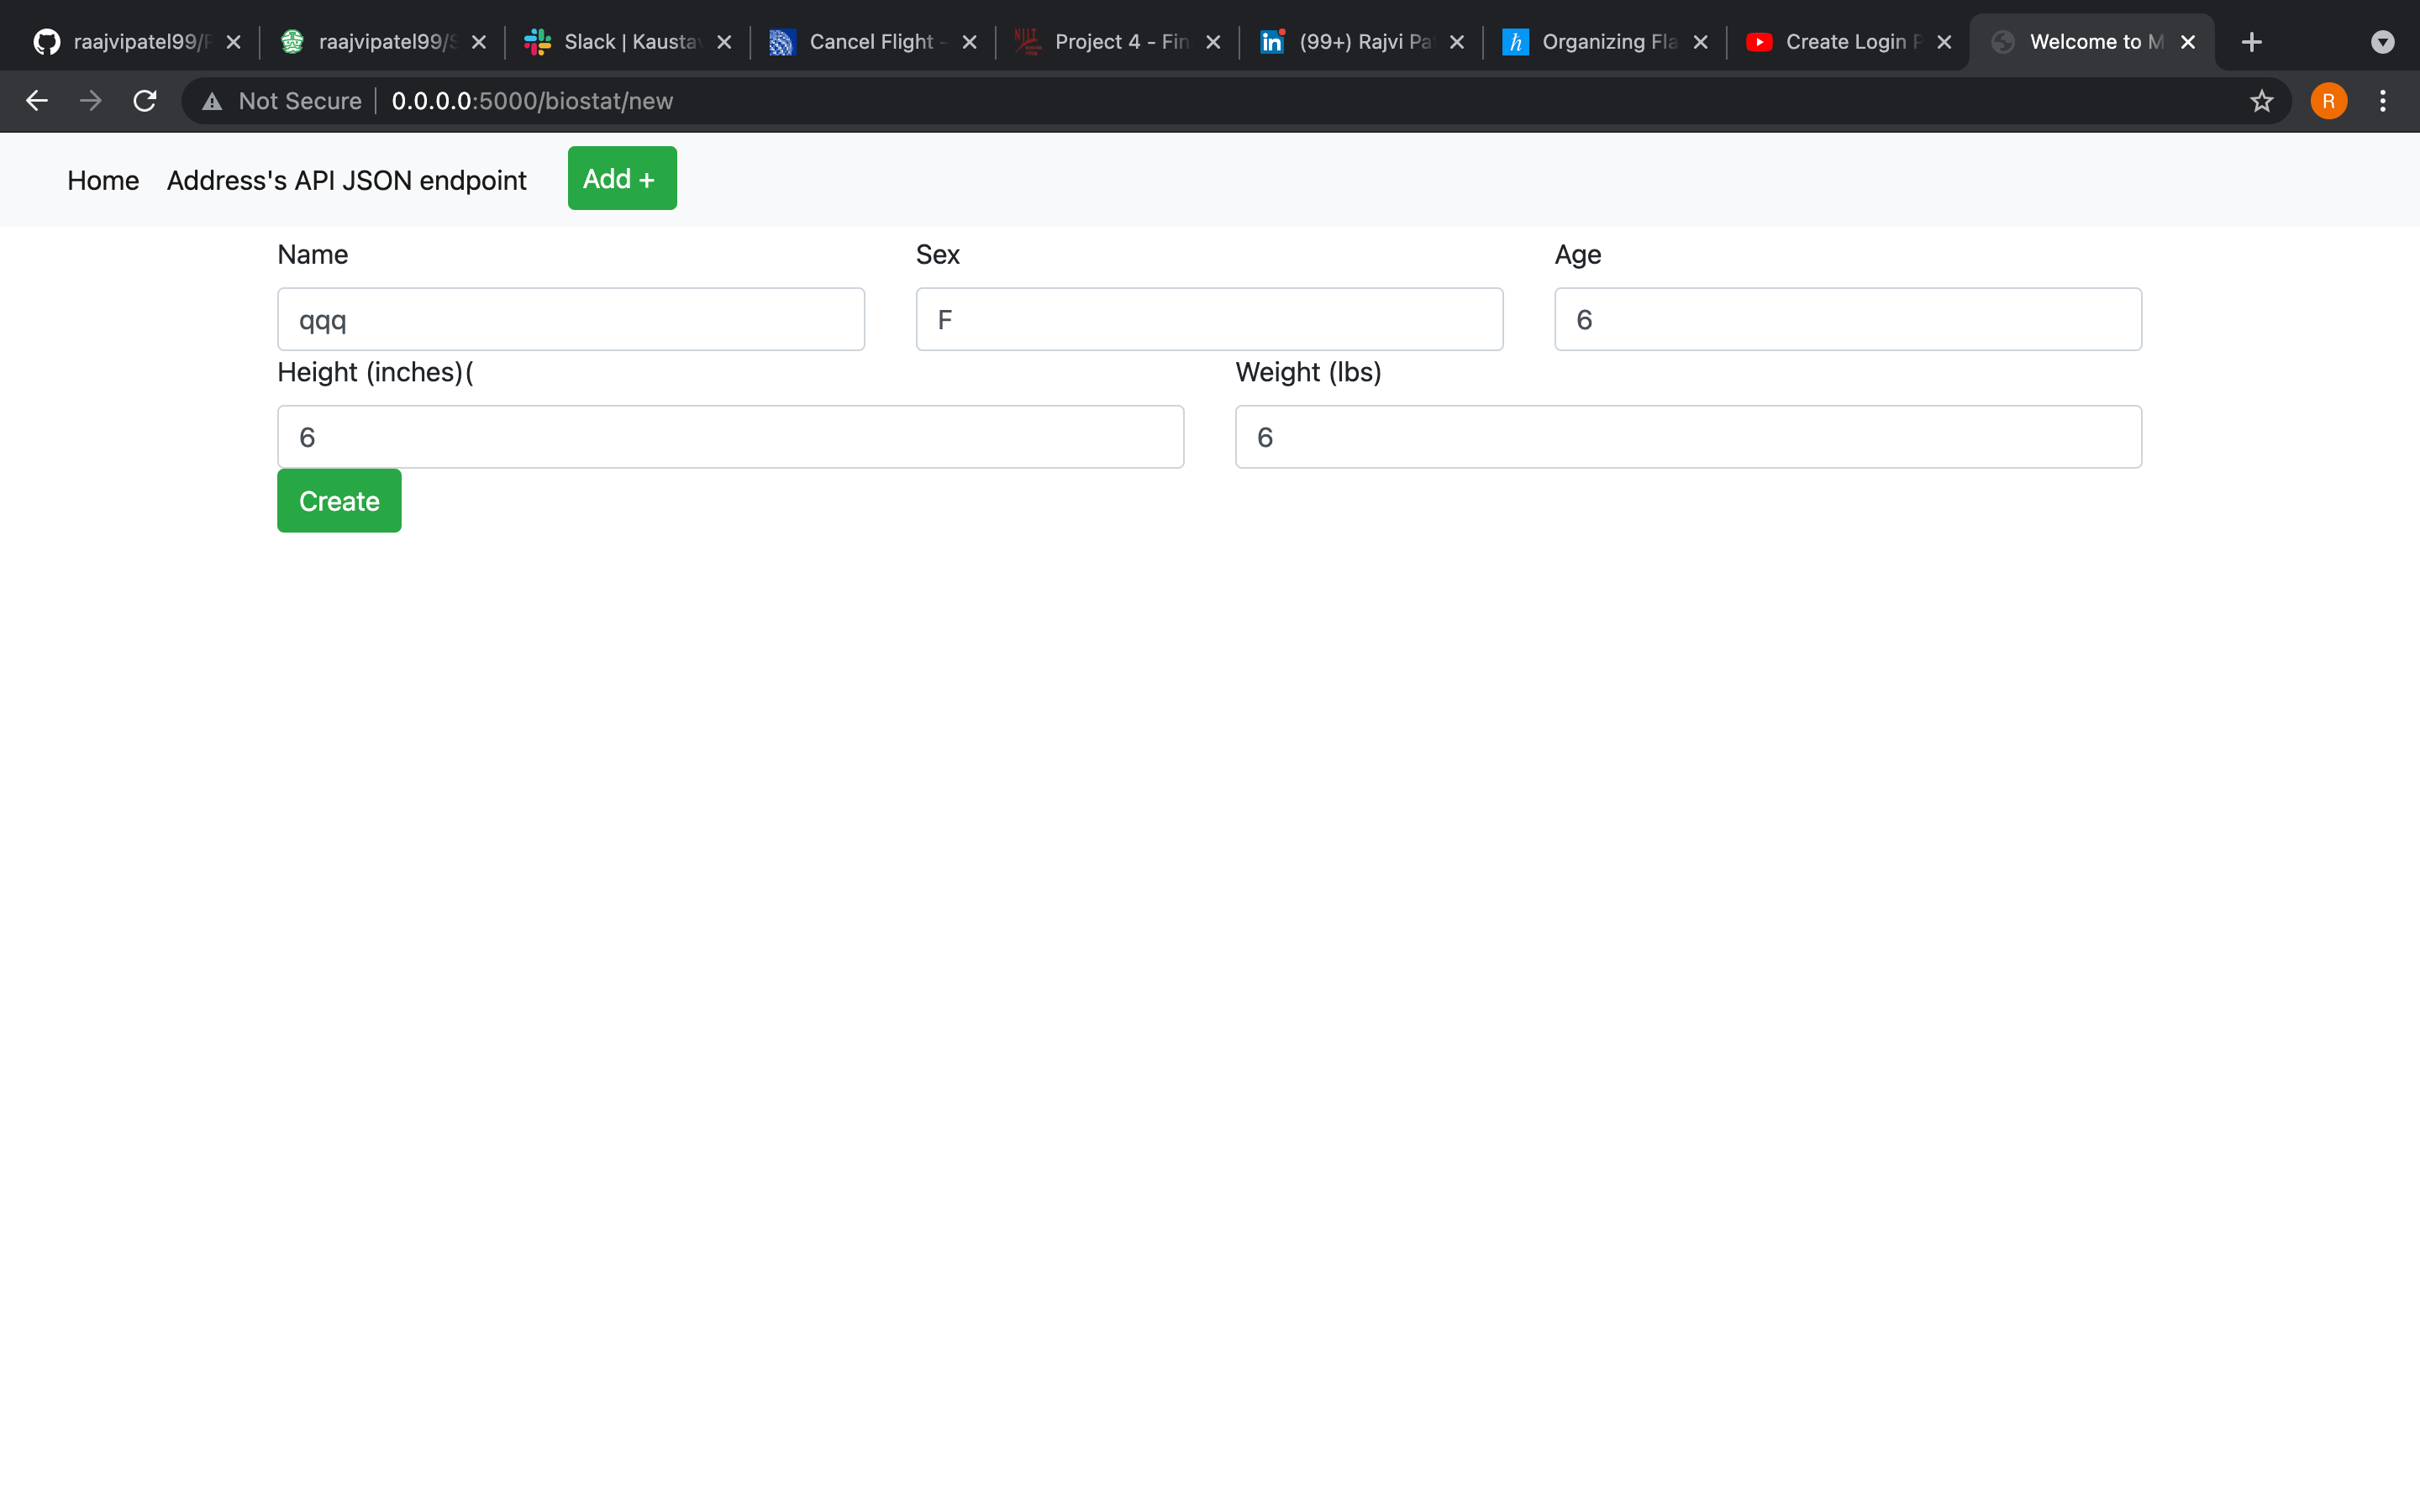 raajvipatel99/ raajvipatel99/ Slack | Kausta Cancel Flight - Project 4 - Fin (99+) Rajvi Pa Organizing Fla Create Login Welcome to M
Not Secure 0.0.0.0:5000/biostat/new R
Home Address's API JSON endpoint Add +
Name Sex Age
qqq F 6
Height (inches)( Weight (lbs)
6 6
Create